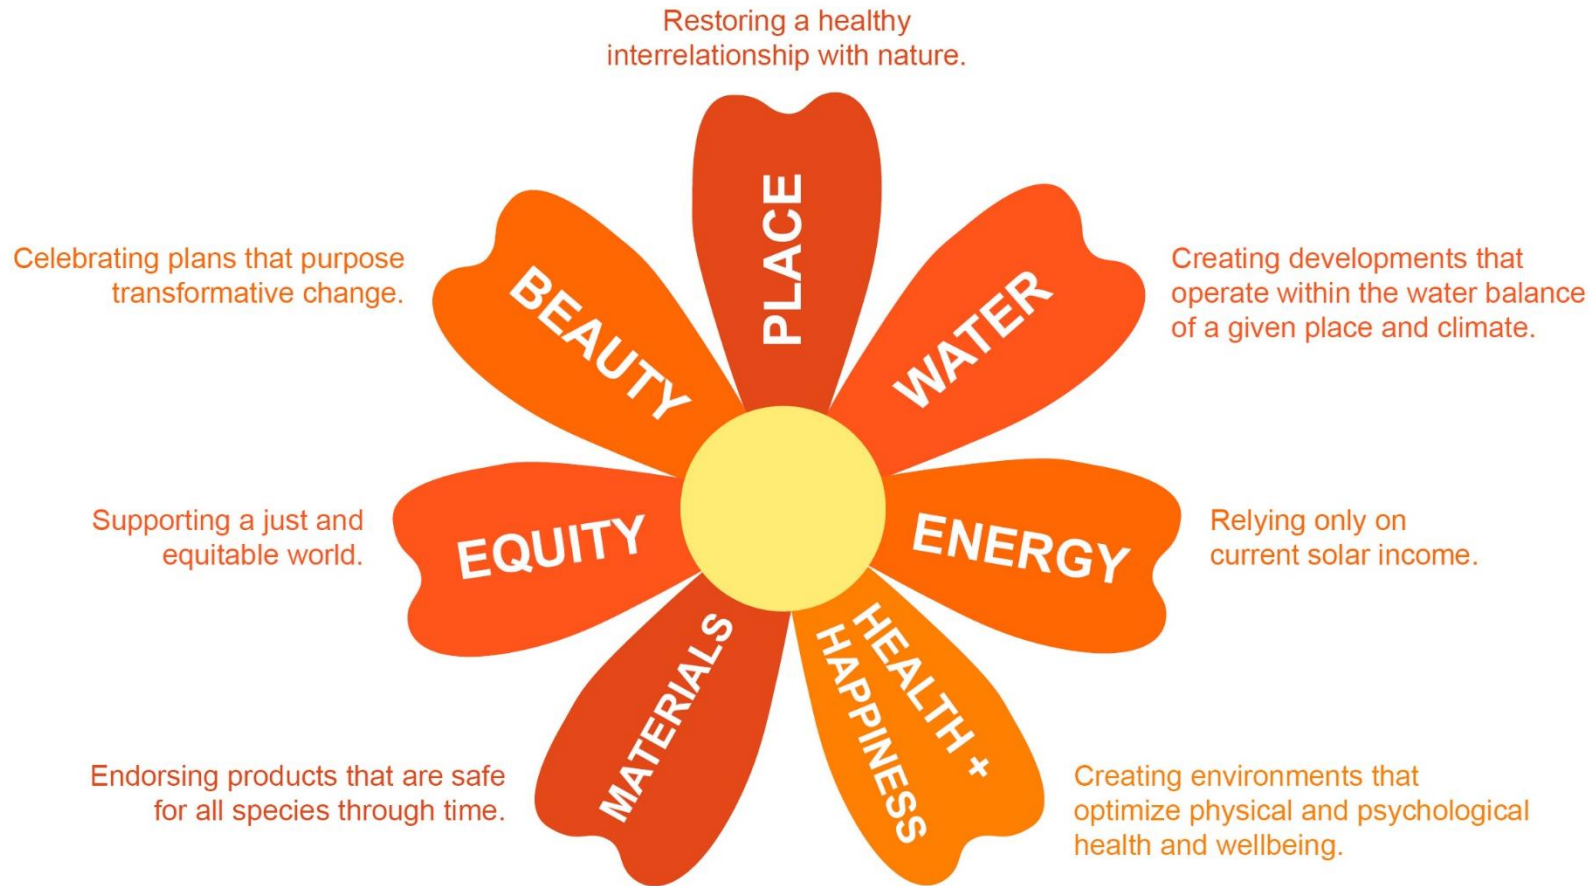 Restoring a healthy
interrelationship with nature.
PLACE
Creating developments that
operate within the water balance
of a given place and climate.
WATER
Relying only on
current solar income.
ENERGY
Creating environments that
optimize physical and psychological
health and wellbeing.
HEALTH +
HAPPINESS
Endorsing products that are safe
for all species through time.
MATERIALS
Supporting a just and
equitable world.
EQUITY
Celebrating plans that purpose
transformative change.
BEAUTY